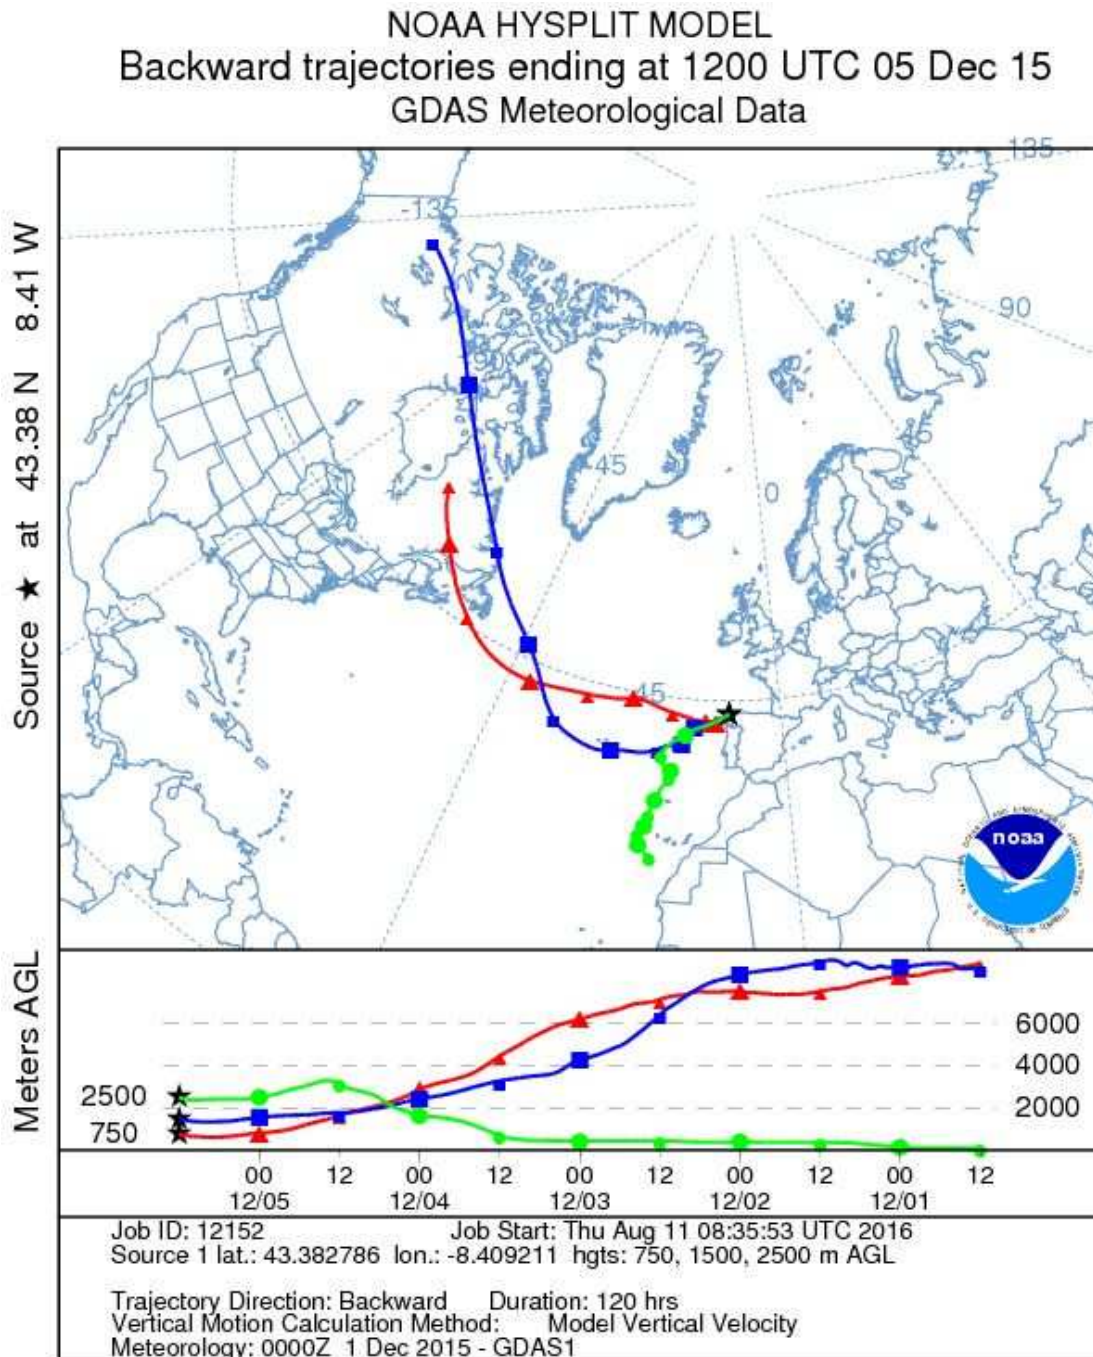 NOAA HYSPLIT MODEL
Backward trajectories ending at 1200 UTC 05 Dec 15
GDAS Meteorological Data
Source ★ at 43.38 N 8.41 W
135
-135
90
45
-45
0
45
noaa
Meters AGL
6000
4000
2500
2000
750
00 12 00 12 00 12 00 12 00 12
12/05 12/04 12/03 12/02 12/01
Job ID: 12152 Job Start: Thu Aug 11 08:35:53 UTC 2016
Source 1 lat.: 43.382786 lon.: -8.409211 hgts: 750, 1500, 2500 m AGL
Trajectory Direction: Backward Duration: 120 hrs
Vertical Motion Calculation Method: Model Vertical Velocity
Meteorology: 0000Z 1 Dec 2015 - GDAS1